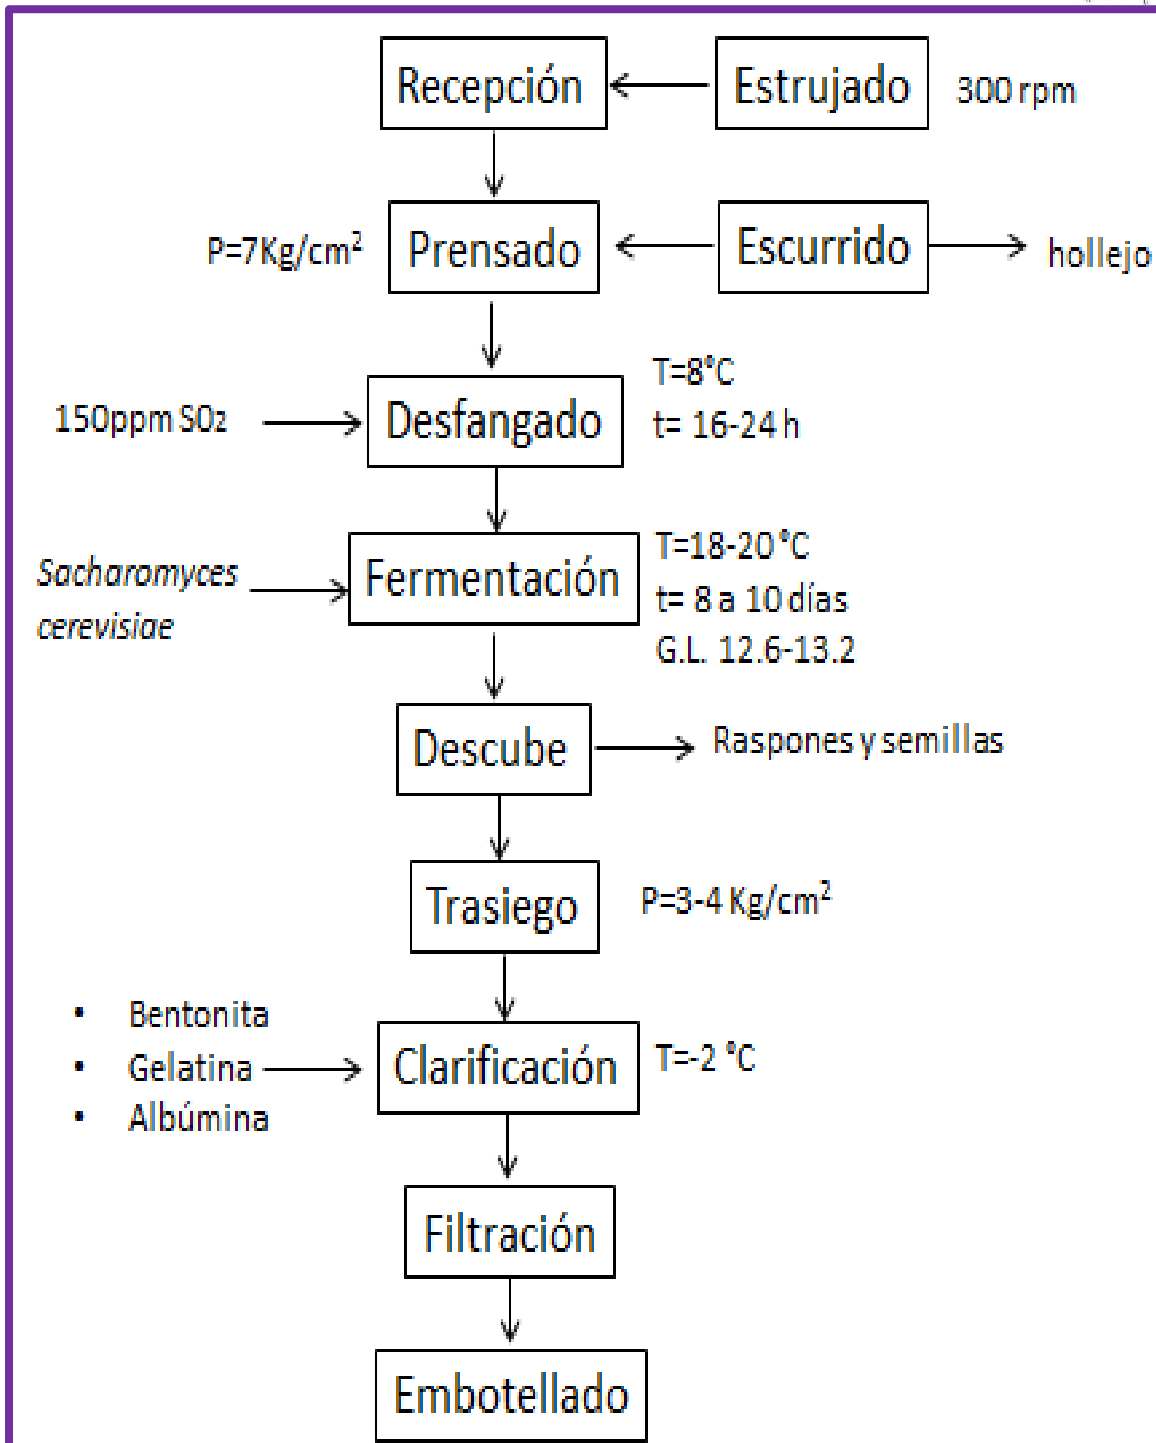 Recepción
Estrujado
300 rpm
P=7Kg/cm²
Prensado
Escurrido
hollejo
150ppm SO₂
Desfangado
T=8°C
t= 16-24 h
Sacharomyces
cerevisiae
Fermentación
T=18-20 °C
t= 8 a 10 días
G.L. 12.6-13.2
Descube
Raspones y semillas
Trasiego
P=3-4 Kg/cm²
• Bentonita
• Gelatina
• Albúmina
Clarificación
T=-2 °C
Filtración
Embotellado